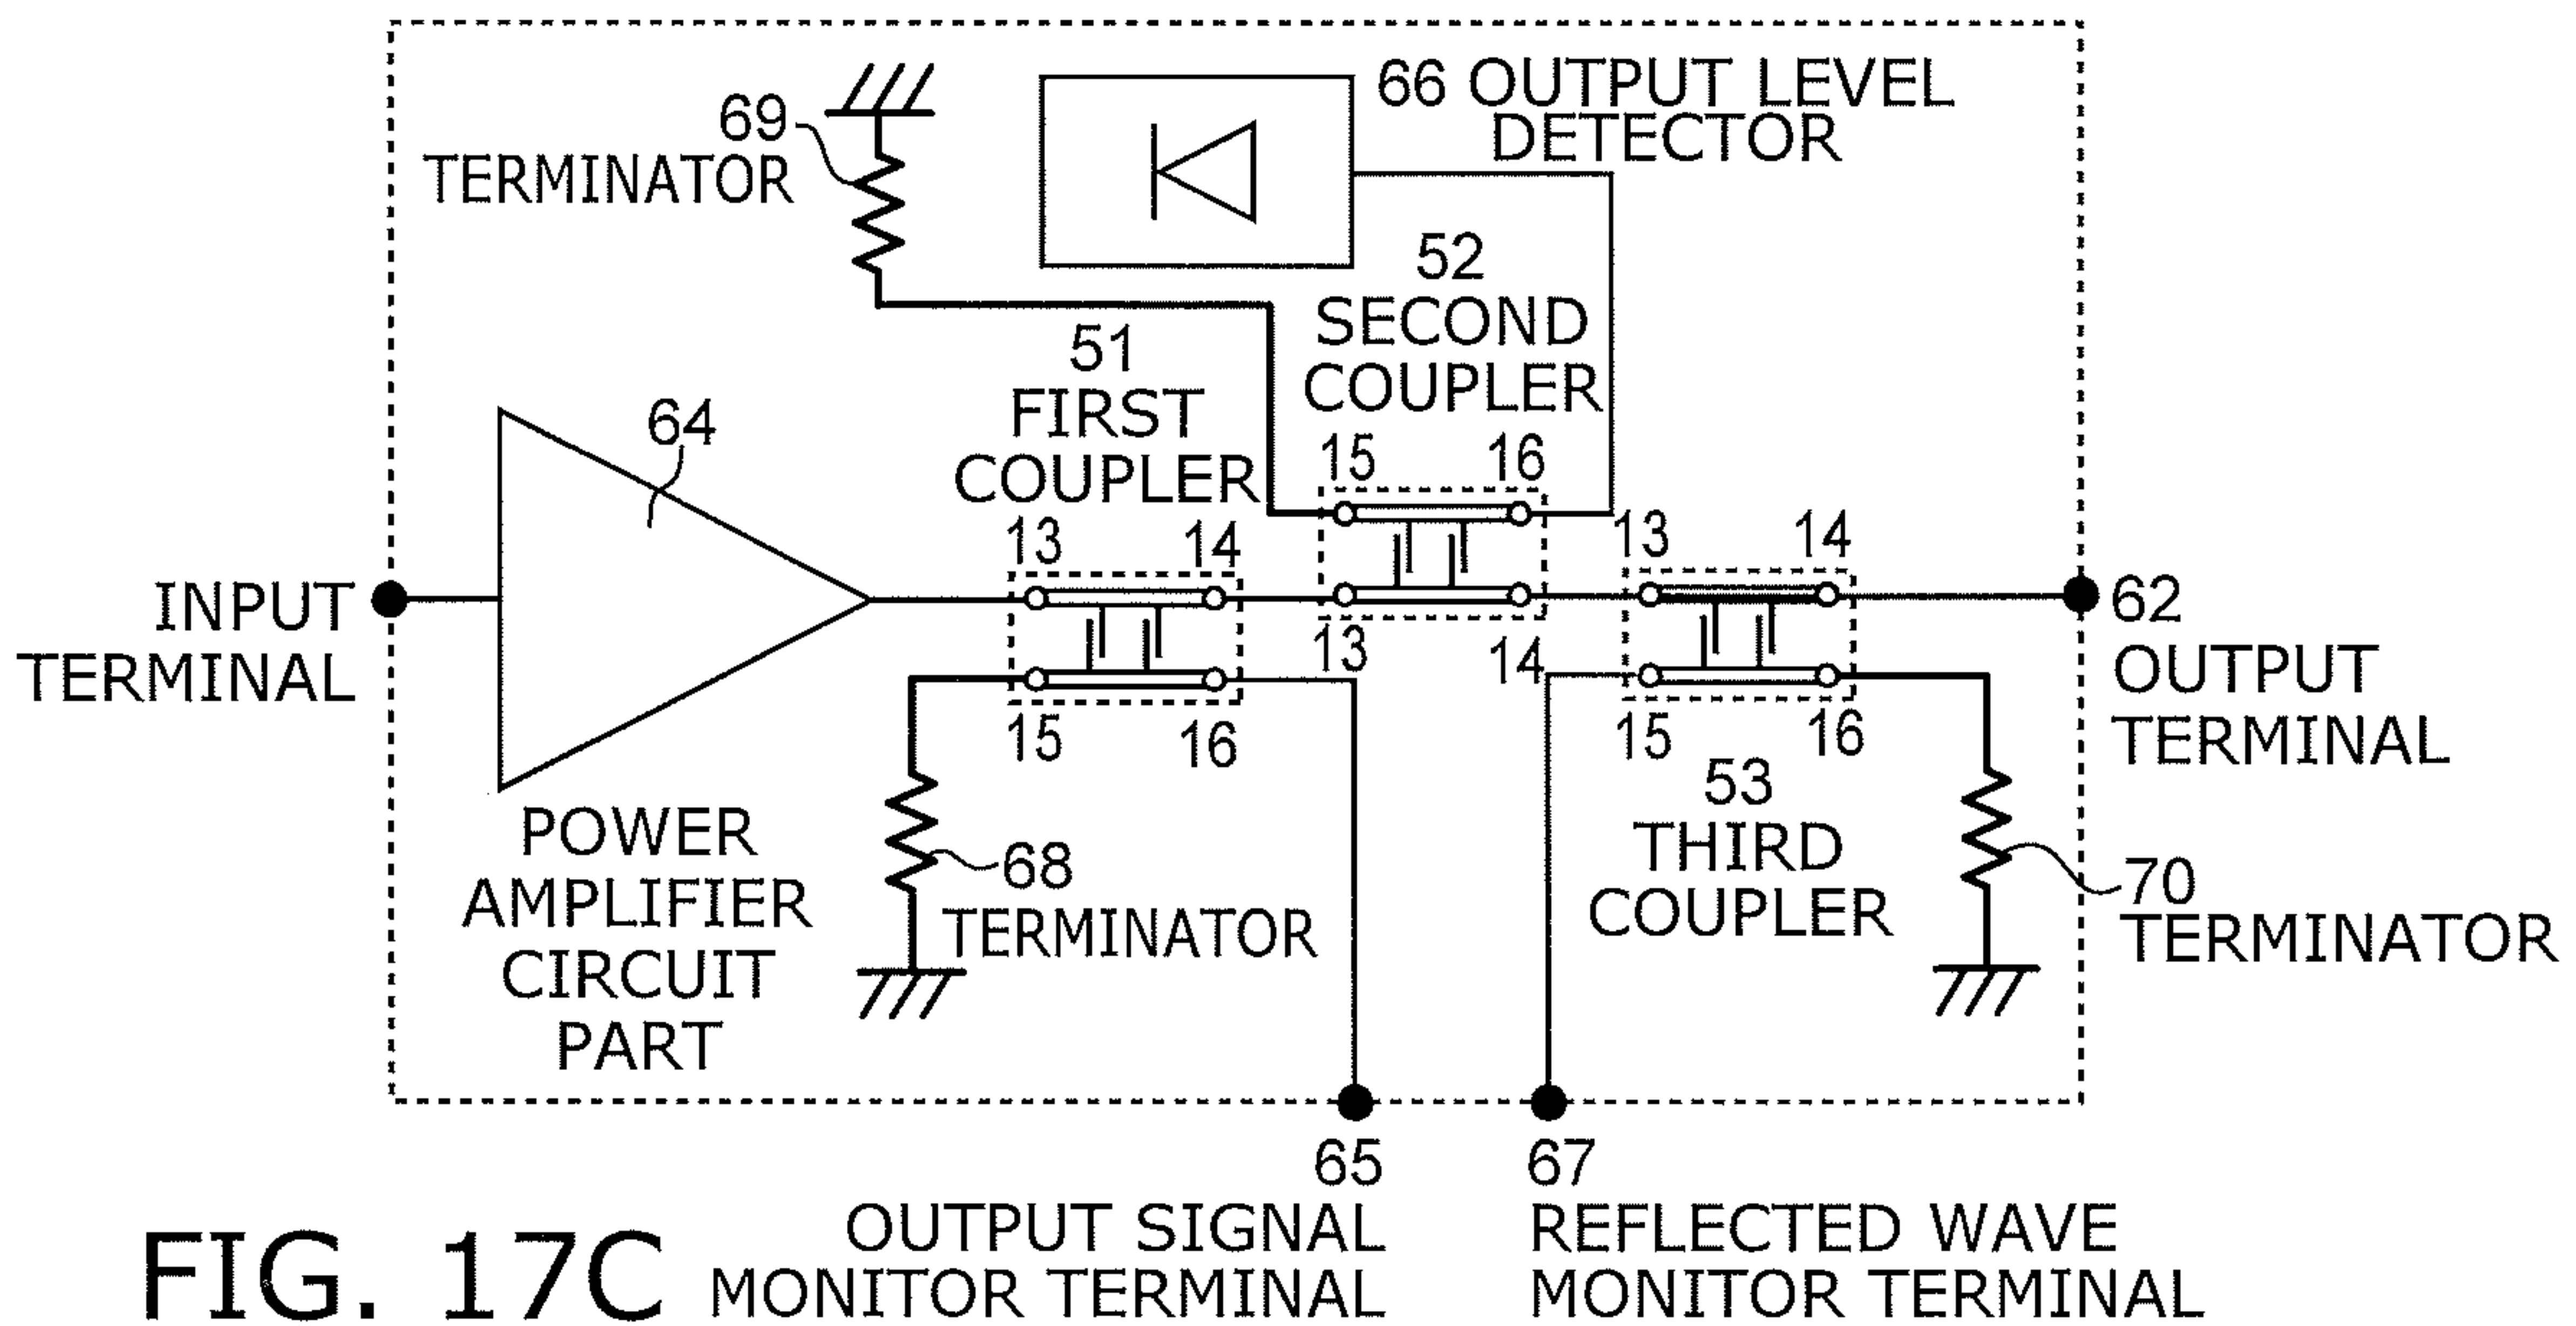 66 OUTPUT LEVEL
DETECTOR
69
TERMINATOR
52
SECOND
COUPLER
51
FIRST
COUPLER
64
15 16
13 14
13 14
INPUT
TERMINAL
13 14
62
OUTPUT
TERMINAL
15 16
15 16
53
THIRD
COUPLER
POWER
AMPLIFIER
CIRCUIT
PART
68
TERMINATOR
70
TERMINATOR
65
OUTPUT SIGNAL
MONITOR TERMINAL
67
REFLECTED WAVE
MONITOR TERMINAL
FIG. 17C